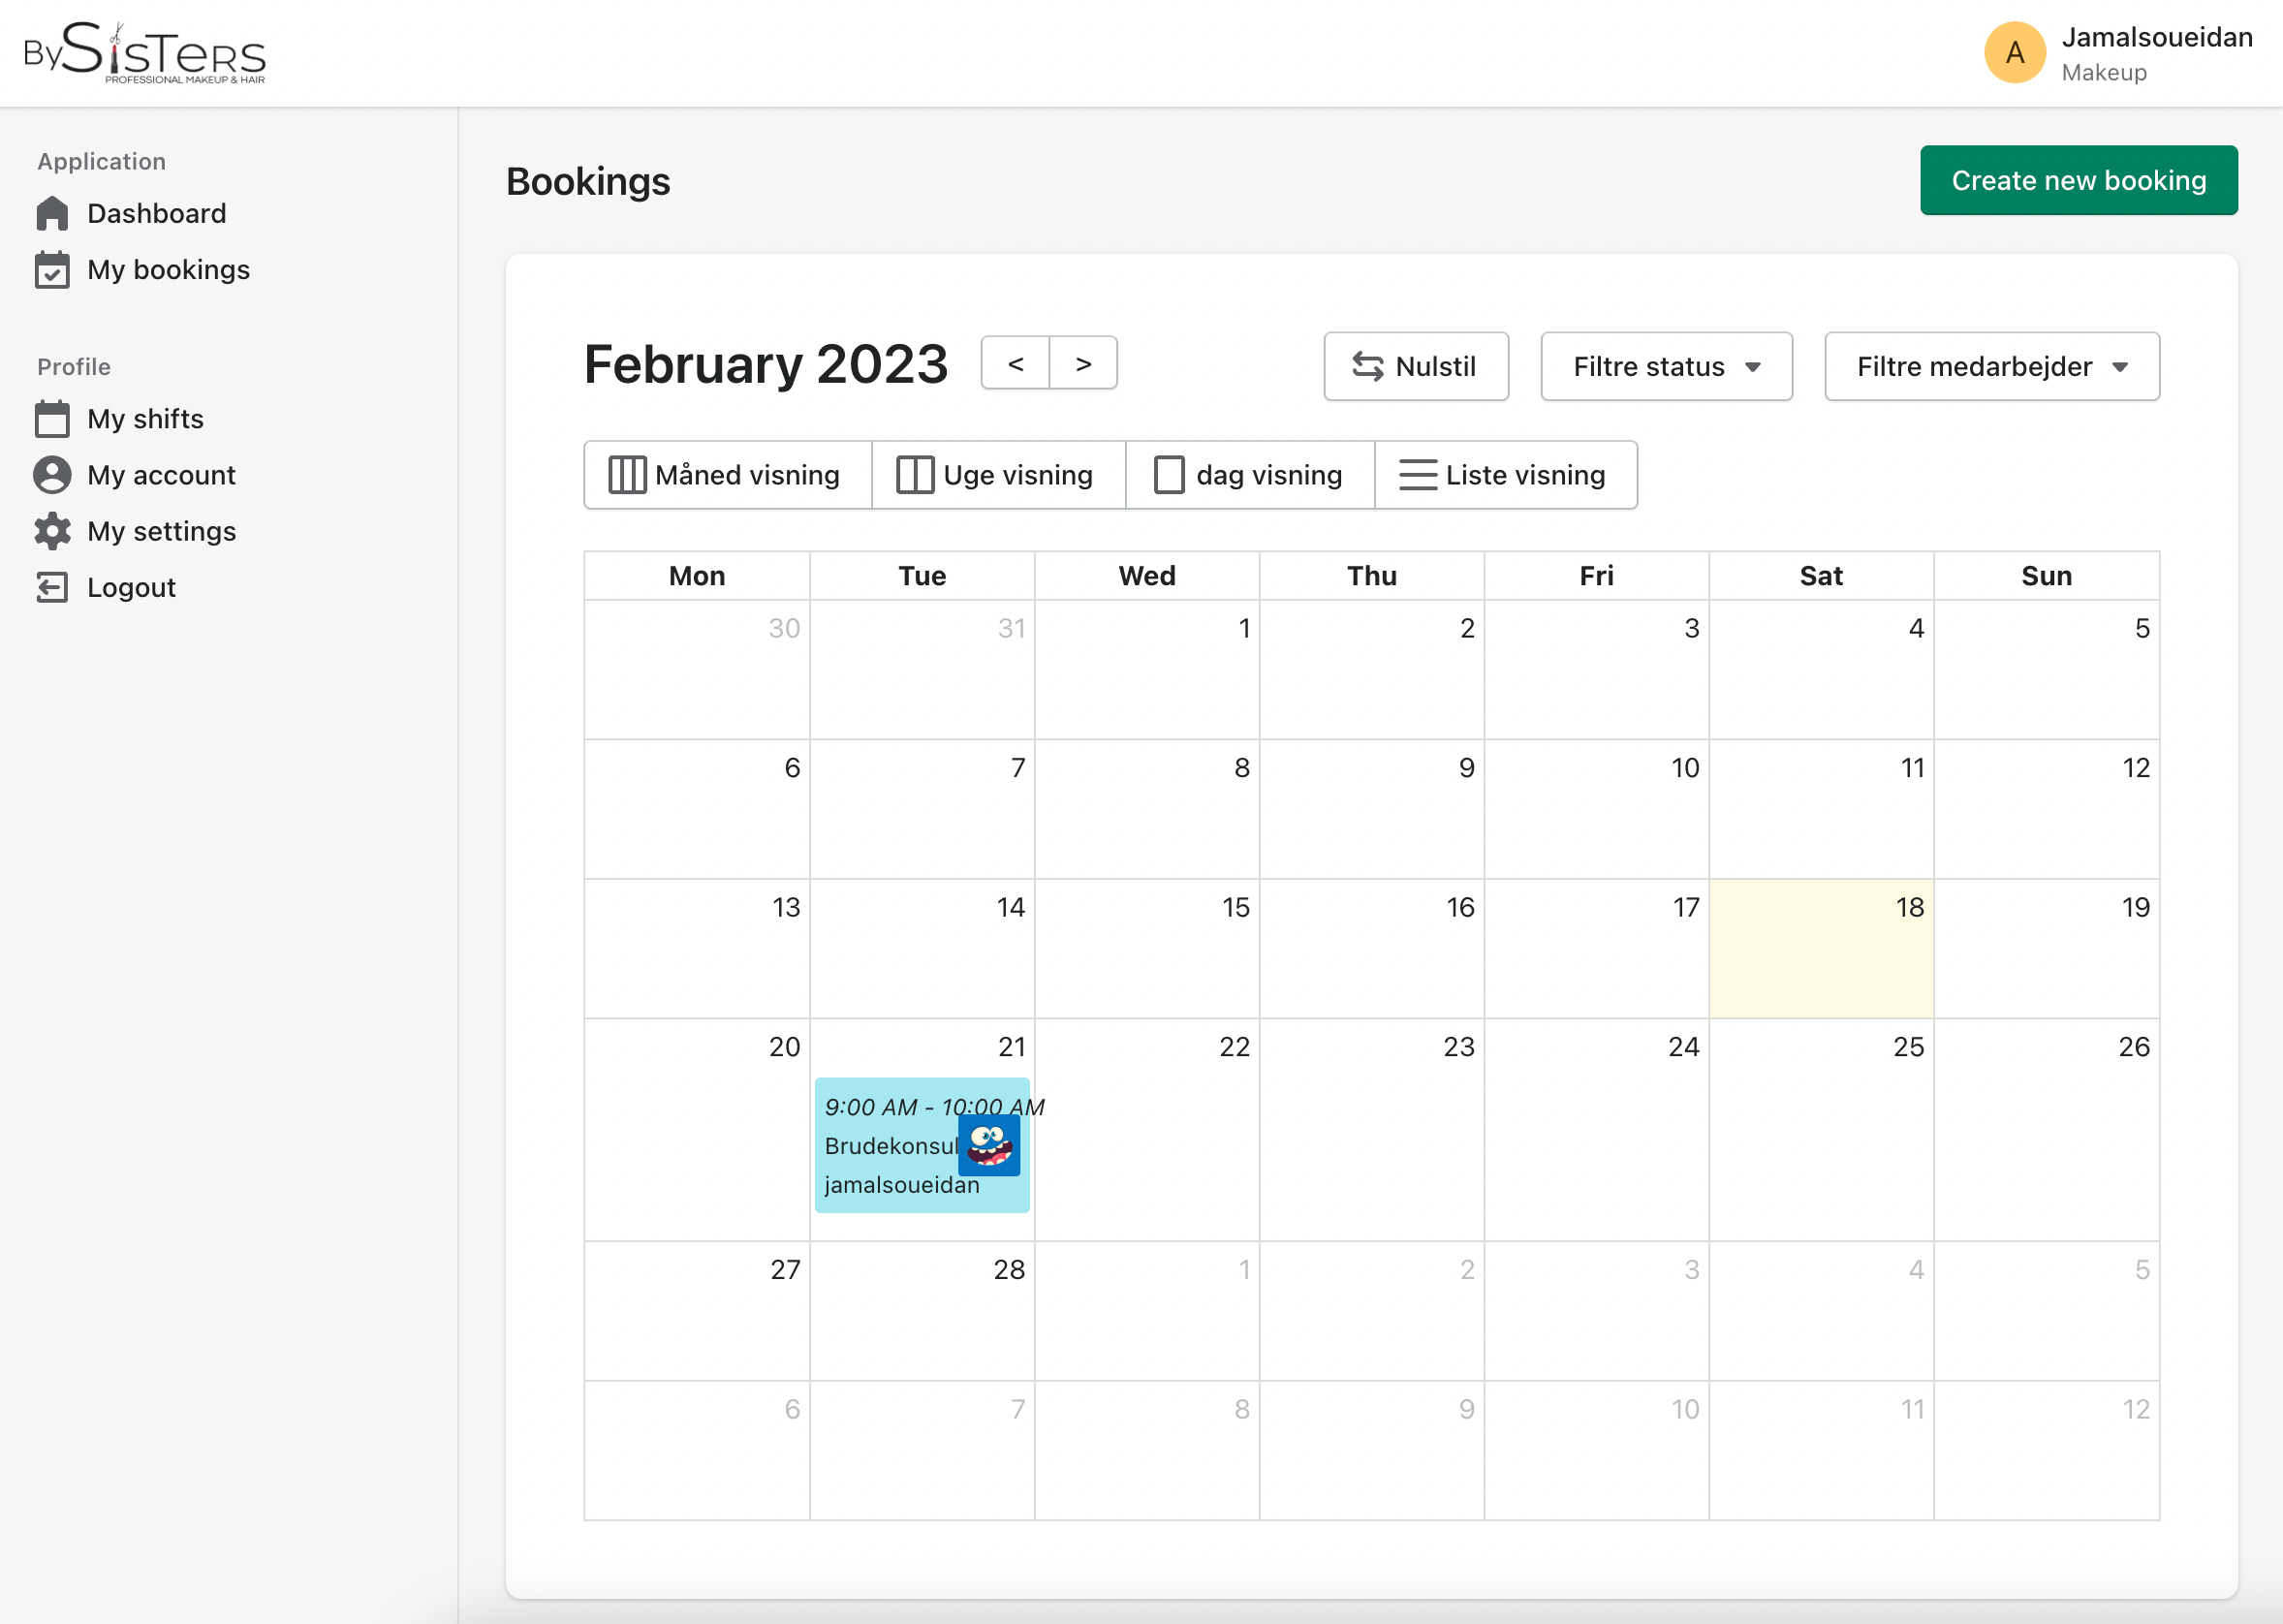 BySisTers
PROFESSIONAL MAKEUP & HAIR
A
Jamalsoueidan
Makeup
Application
Dashboard
My bookings
Profile
My shifts
My account
My settings
Logout
Bookings
Create new booking
February 2023
< >
Nulstil
Filtre status
Filtre medarbejder
Måned visning
Uge visning
dag visning
Liste visning
Mon Tue Wed Thu Fri Sat Sun
30 31 1 2 3 4 5
6 7 8 9 10 11 12
13 14 15 16 17 18 19
20 21 22 23 24 25 26
9:00 AM - 10:00 AM
Brudekonsul
jamalsoueidan
27 28 1 2 3 4 5
6 7 8 9 10 11 12